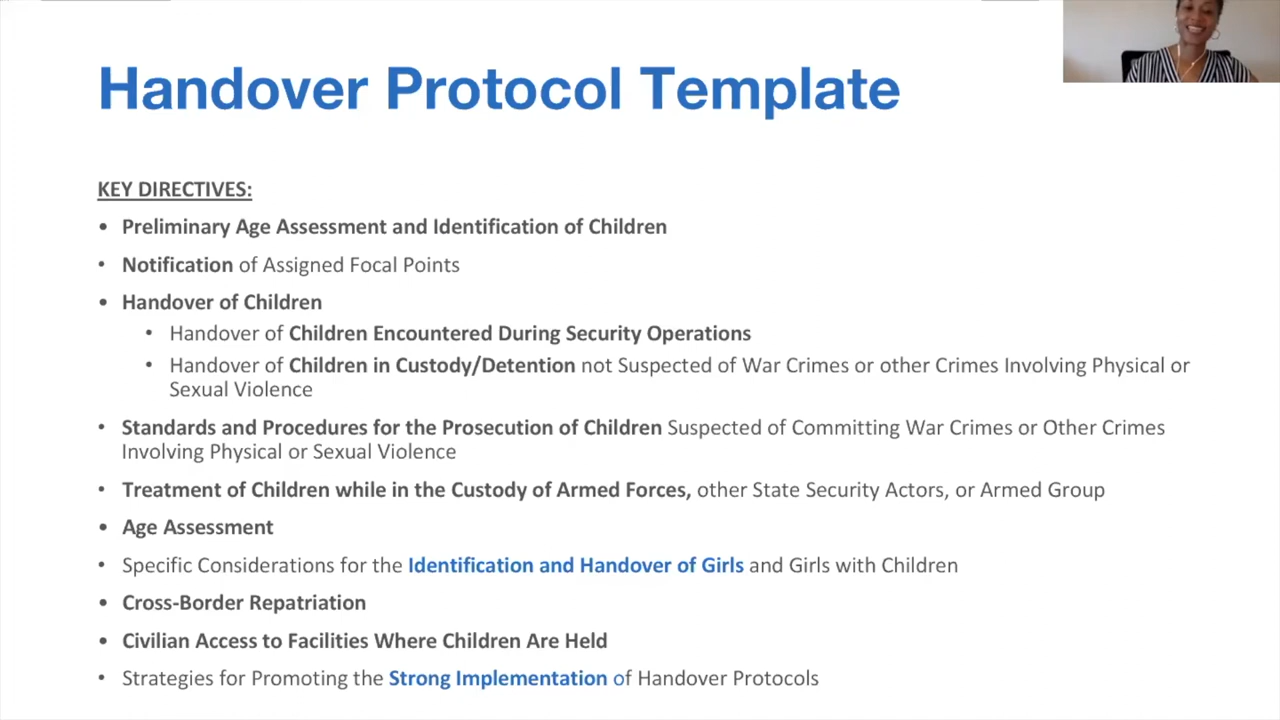 Handover Protocol Template
KEY DIRECTIVES:
• Preliminary Age Assessment and Identification of Children
• Notification of Assigned Focal Points
• Handover of Children
• Handover of Children Encountered During Security Operations
• Handover of Children in Custody/Detention not Suspected of War Crimes or other Crimes Involving Physical or
Sexual Violence
• Standards and Procedures for the Prosecution of Children Suspected of Committing War Crimes or Other Crimes
Involving Physical or Sexual Violence
• Treatment of Children while in the Custody of Armed Forces, other State Security Actors, or Armed Group
• Age Assessment
• Specific Considerations for the Identification and Handover of Girls and Girls with Children
• Cross-Border Repatriation
• Civilian Access to Facilities Where Children Are Held
• Strategies for Promoting the Strong Implementation of Handover Protocols